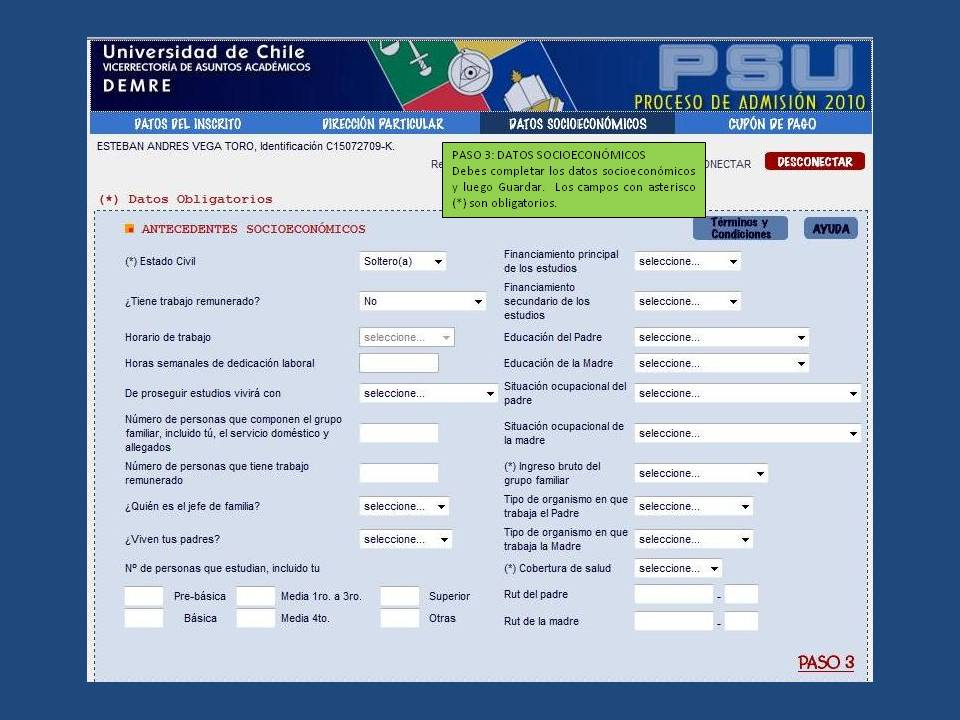 Universidad de Chile
VICERRECTORÍA DE ASUNTOS ACADÉMICOS
DEMRE
PSU
PROCESO DE ADMISIÓN 2010
DATOS DEL INSCRITO DIRECCIÓN PARTICULAR DATOS SOCIOECONÓMICOS CUPÓN DE PAGO
ESTEBAN ANDRES VEGA TORO, Identificación C15072709-K.
PASO 3: DATOS SOCIOECONÓMICOS
Debes completar los datos socioeconómicos
y luego Guardar. Los campos con asterisco
(*) son obligatorios.
DESCONECTAR
(*) Datos Obligatorios
ANTECEDENTES SOCIOECONÓMICOS
Términos y
Condiciones
AYUDA
(*) Estado Civil Soltero(a)
Financiamiento principal
de los estudios seleccione...
¿Tiene trabajo remunerado? No
Financiamiento
secundario de los
estudios seleccione...
Horario de trabajo seleccione... Educación del Padre seleccione...
Horas semanales de dedicación laboral Educación de la Madre seleccione...
De proseguir estudios vivirá con seleccione...
Situación ocupacional del
padre seleccione...
Número de personas que componen el grupo
familiar, incluido tú, el servicio doméstico y
allegados
Situación ocupacional de
la madre seleccione...
Número de personas que tiene trabajo
remunerado
(*) Ingreso bruto del
grupo familiar seleccione...
¿Quién es el jefe de familia? seleccione...
Tipo de organismo en que
trabaja el Padre seleccione...
¿Viven tus padres? seleccione...
Tipo de organismo en que
trabaja la Madre seleccione...
Nº de personas que estudian, incluido tu (*) Cobertura de salud seleccione...
Pre-básica Media 1ro. a 3ro. Superior Rut del padre -
Básica Media 4to. Otras Rut de la madre -
PASO 3